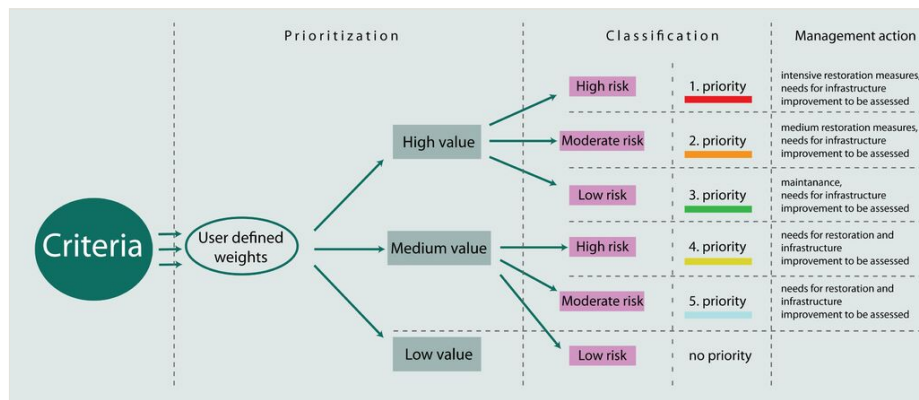 Prioritization
Classification
Management action
High risk
1. priority
intensive restoration measures,
needs for infrastructure
improvement to be assessed
High value
Moderate risk
2. priority
medium restoration measures,
needs for infrastructure
improvement to be assessed
Low risk
3. priority
maintanance,
needs for infrastructure
improvement to be assessed
Criteria
User defined
weights
Medium value
High risk
4. priority
needs for restoration and
infrastructure
improvement to be assessed
Moderate risk
5. priority
needs for restoration and
infrastructure
improvement to be assessed
Low value
Low risk
no priority